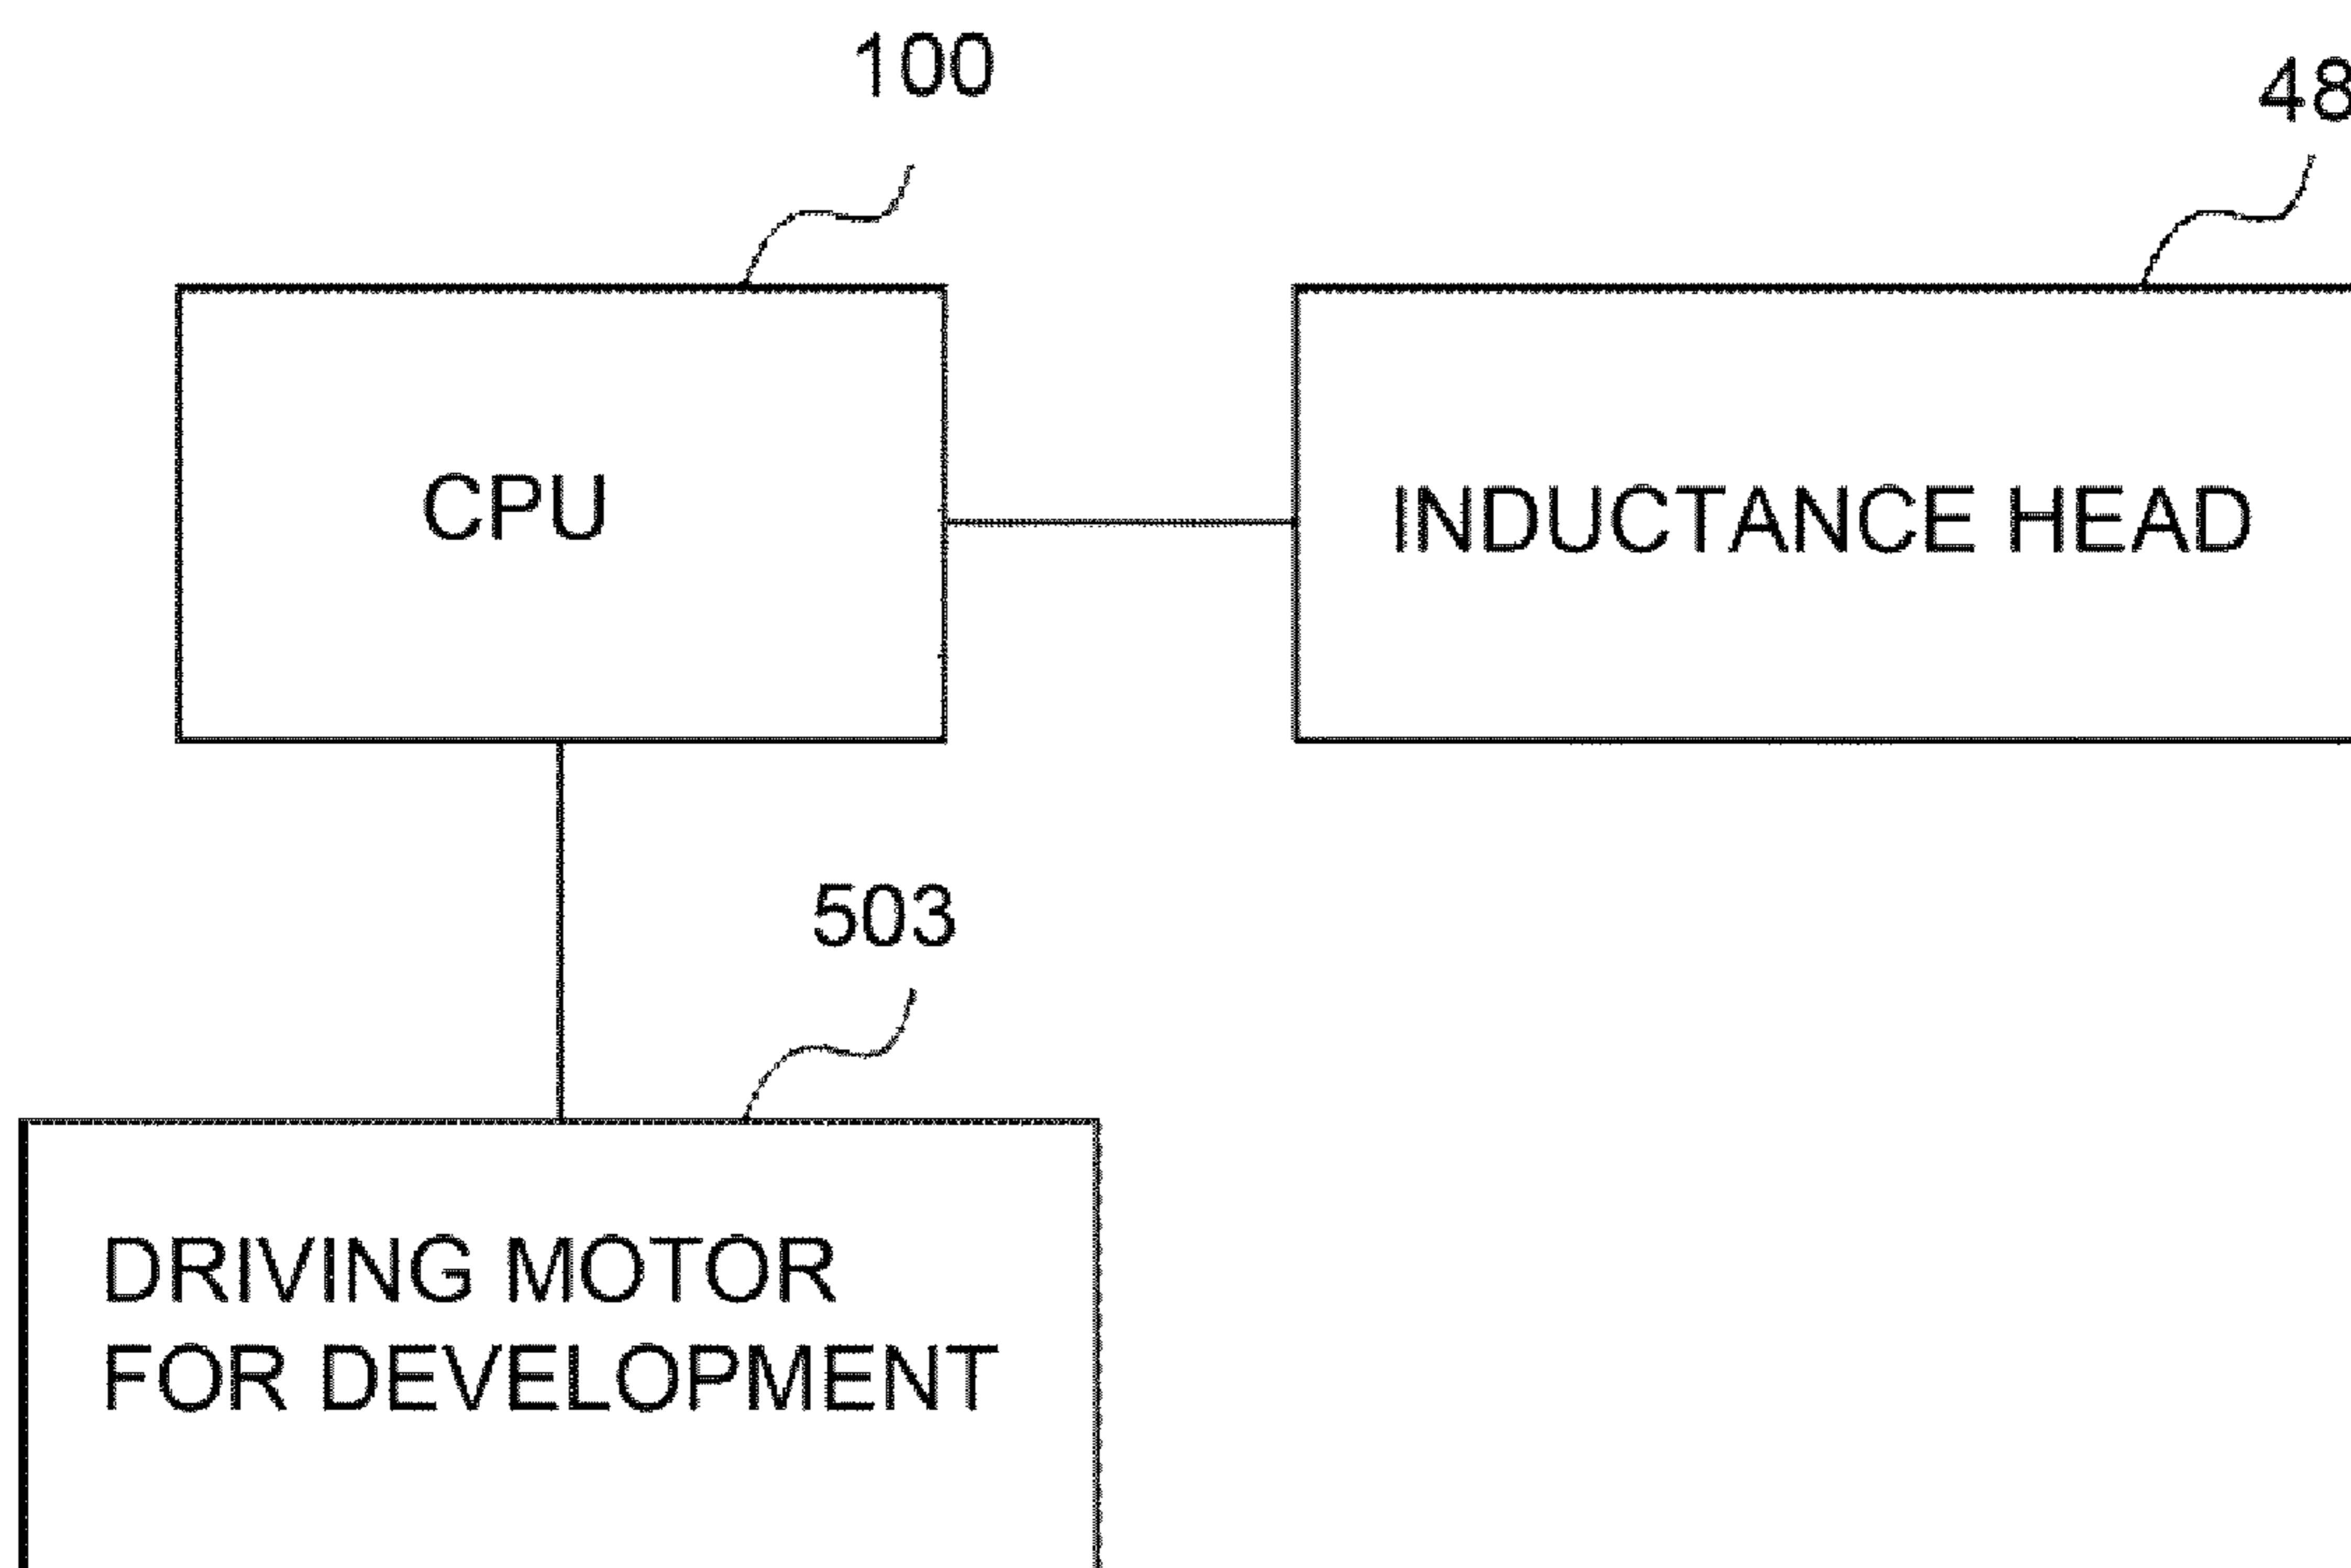 100
48
CPU
INDUCTANCE HEAD
503
DRIVING MOTOR
FOR DEVELOPMENT